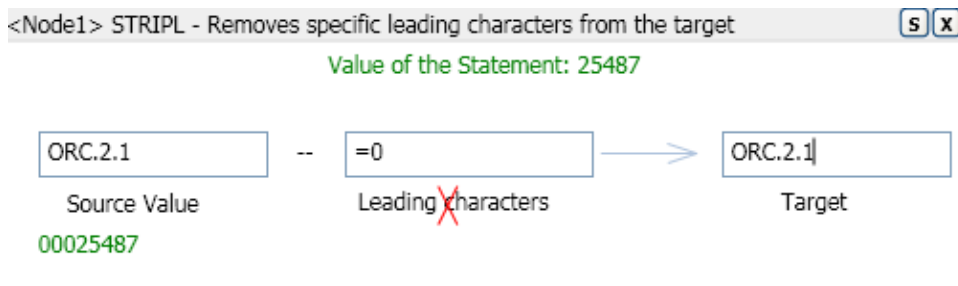 <Node1> STRIPL - Removes specific leading characters from the target S X
Value of the Statement: 25487
ORC.2.1 -- =0 ORC.2.1
Source Value Leading characters Target
00025487